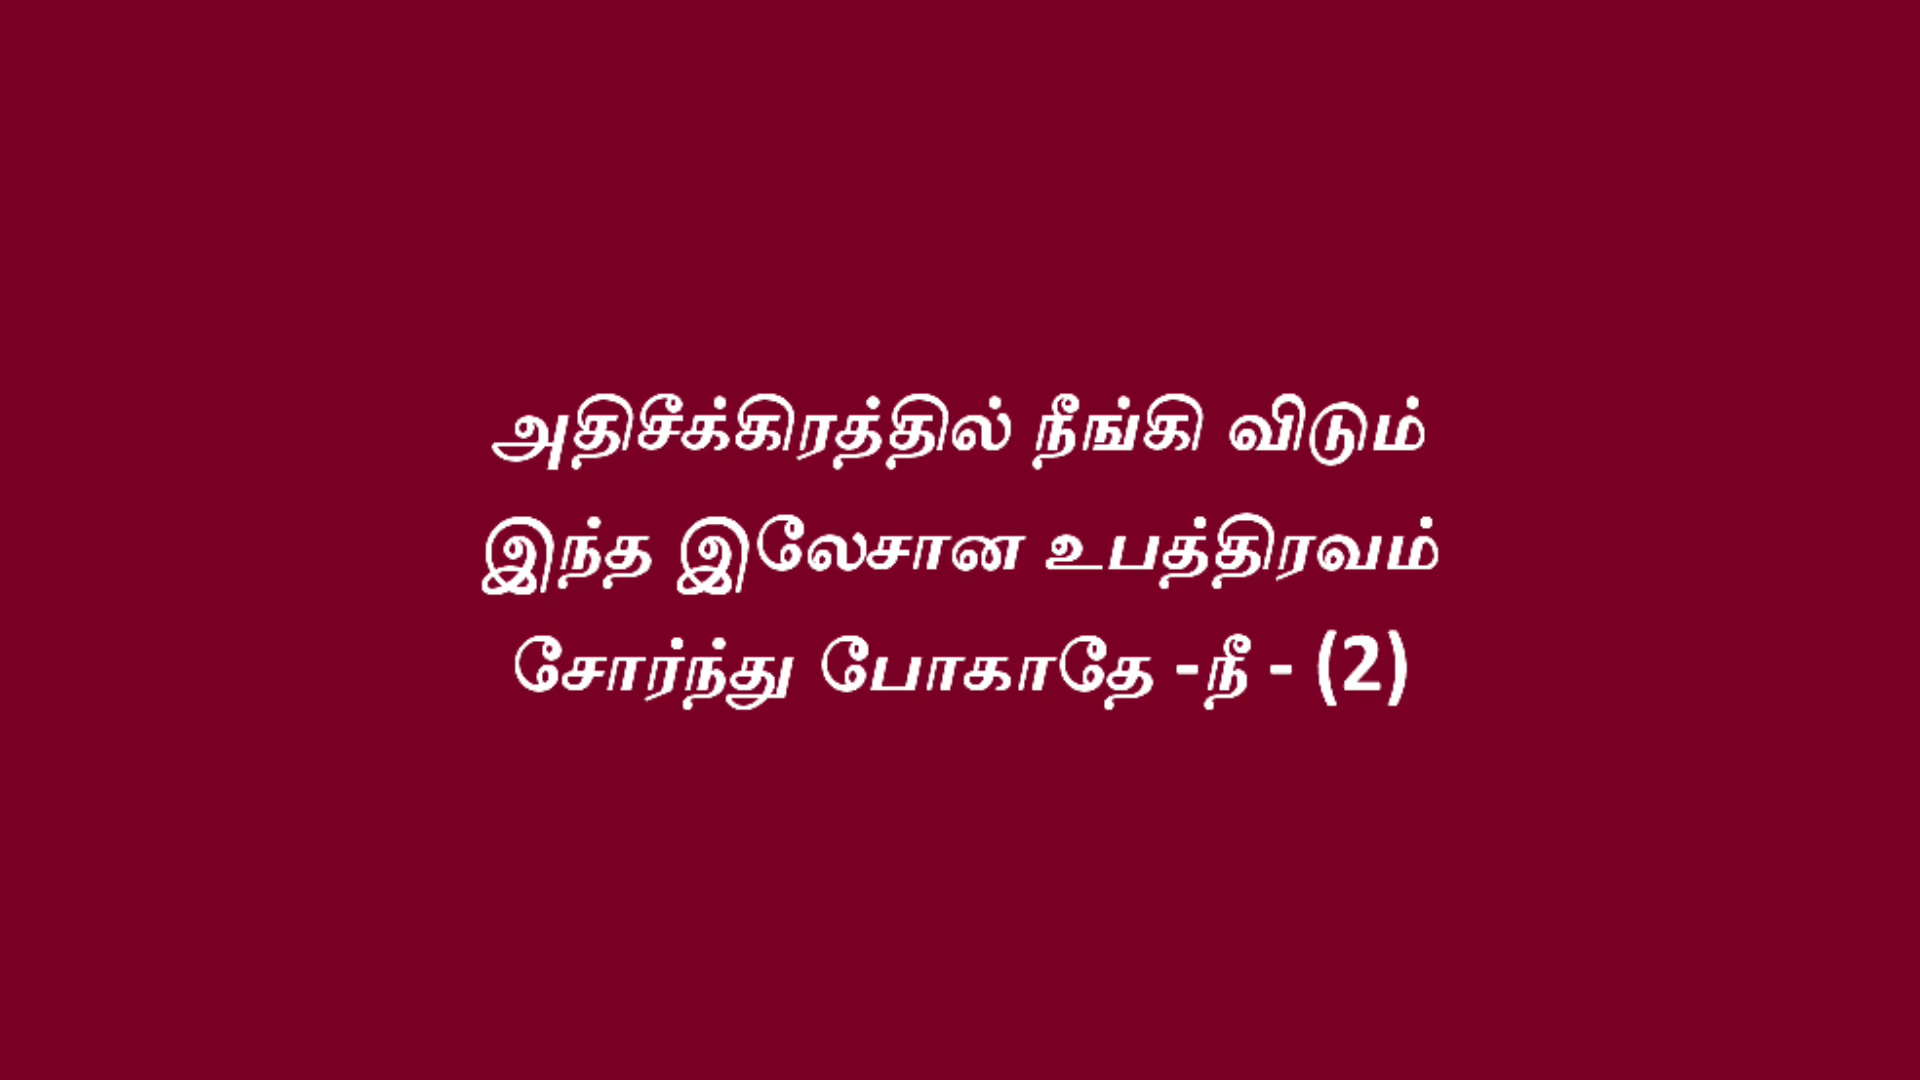 அதிசீக்கிரத்தில் நீங்கி விடும்
இந்த இலேசான உபத்திரவம்
சோர்ந்து போகாதே -நீ - (2)